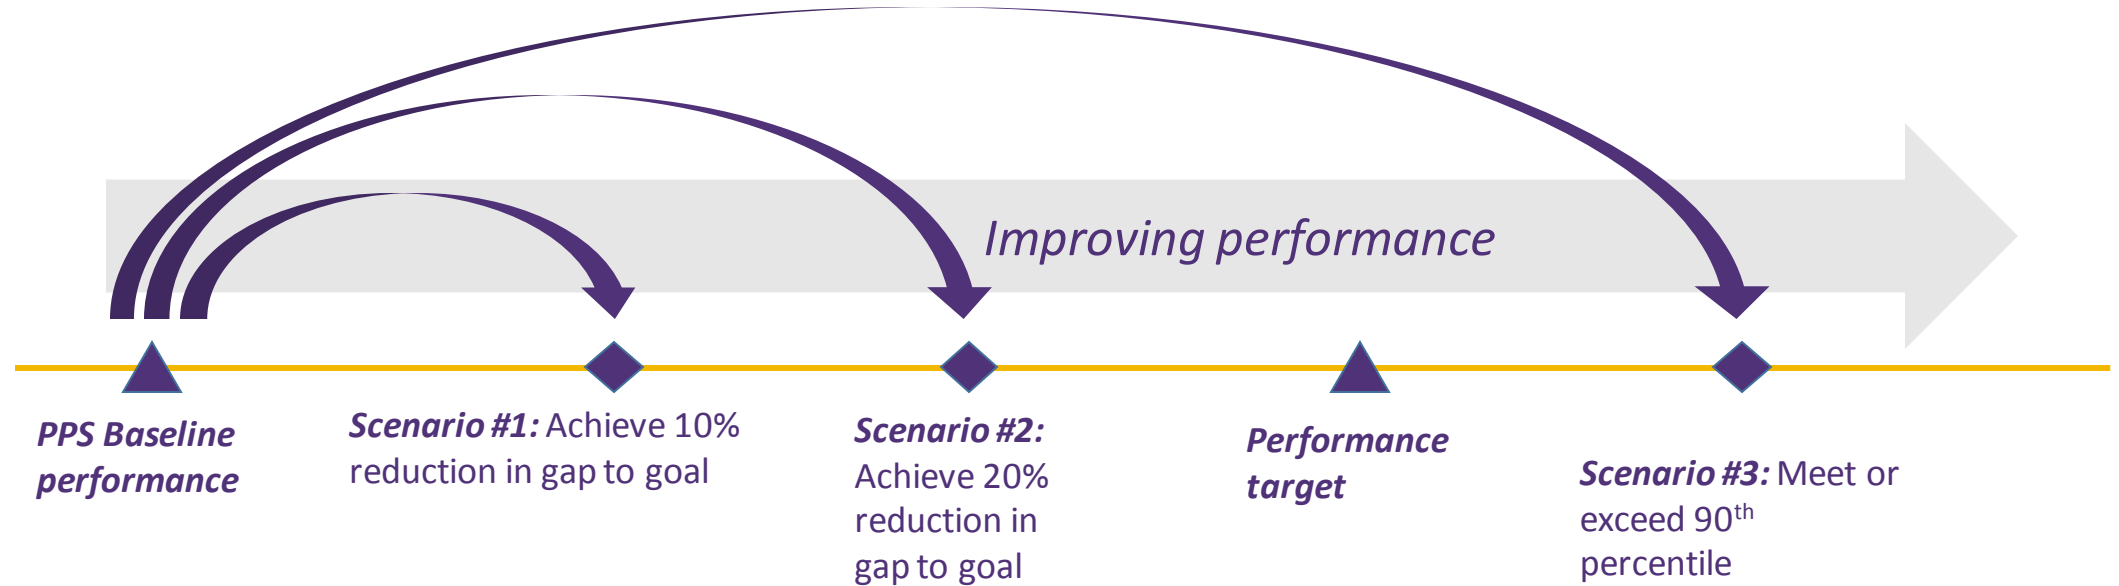 Improving performance
PPS Baseline
performance
Scenario #1: Achieve 10%
reduction in gap to goal
Scenario #2:
Achieve 20%
reduction in
gap to goal
Performance
target
Scenario #3: Meet or
exceed 90th
percentile